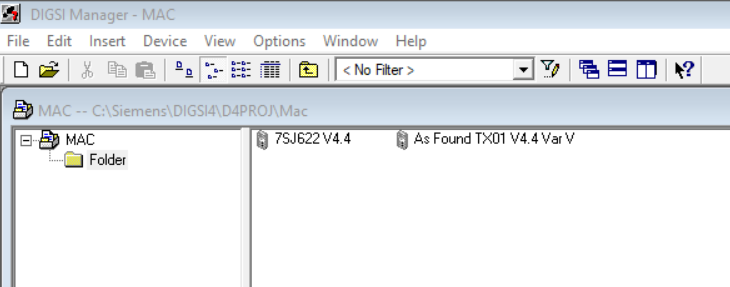 DIGSI Manager - MAC
File Edit Insert Device View Options Window Help
< No Filter >
MAC -- C:\Siemens\DIGSI4\D4PROJ\Mac
MAC 7SJ622 V4.4 As Found TX01 V4.4 Var V
Folder